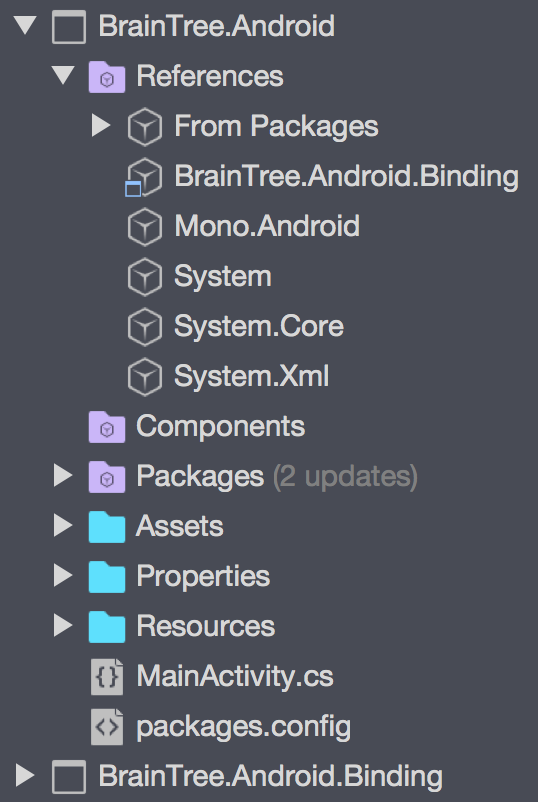 BrainTree.Android
References
From Packages
BrainTree.Android.Binding
Mono.Android
System
System.Core
System.Xml
Components
Packages (2 updates)
Assets
Properties
Resources
MainActivity.cs
packages.config
BrainTree.Android.Binding